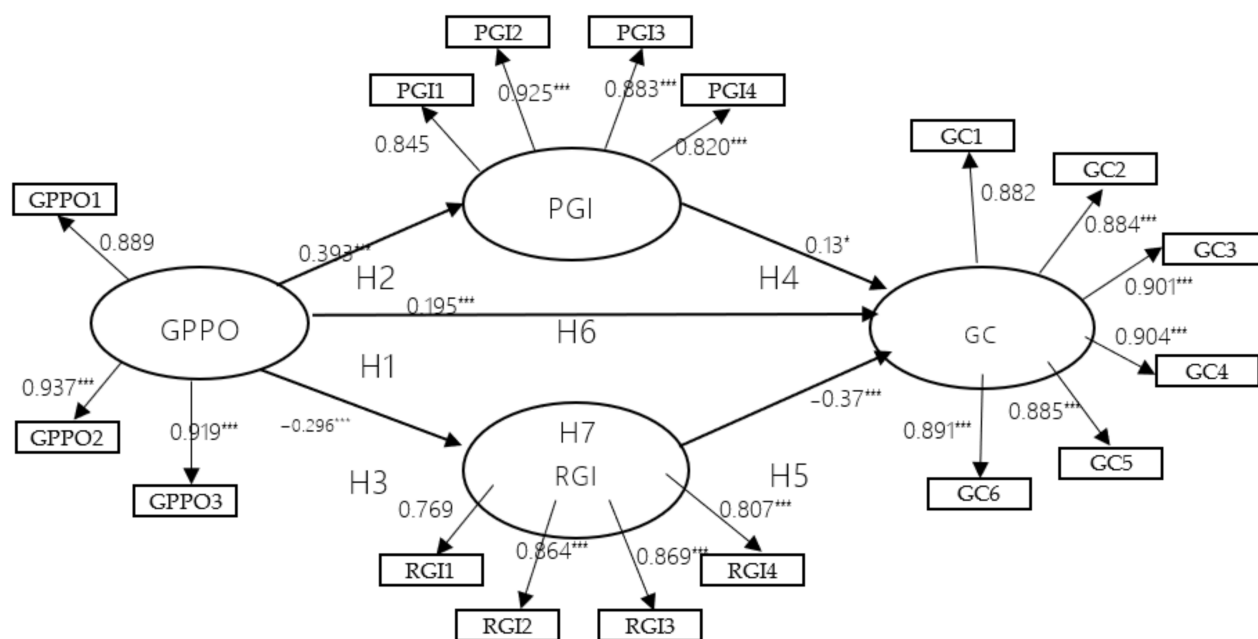 PGI2
PGI3
0.925***
0.883***
PGI1
PGI4
0.845
0.820***
GC1
GC2
GPPO1
PGI
0.882
0.884***
0.889
0.393***
0.13*
GC3
H2
H4
0.901***
0.195***
GPPO
H6
GC
0.904***
H1
GC4
0.937***
-0.37***
-0.296***
0.885***
GPPO2
0.919***
H7
0.891***
GC5
RGI
H3
H5
GPPO3
GC6
0.769
0.807***
0.864***
0.869***
RGI1
RGI4
RGI2
RGI3